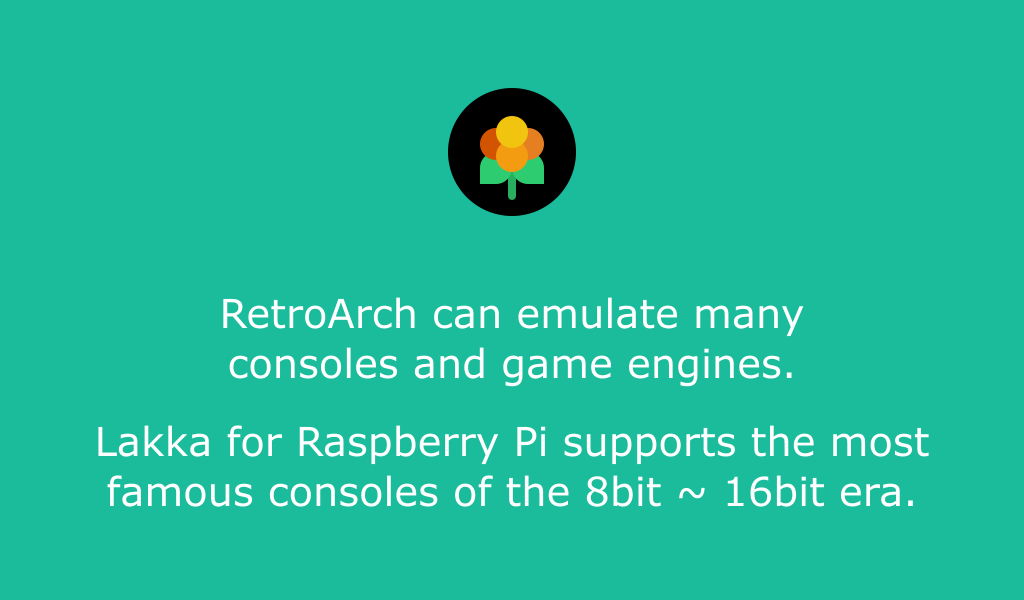 RetroArch can emulate many
consoles and game engines.
Lakka for Raspberry Pi supports the most
famous consoles of the 8bit ~ 16bit era.